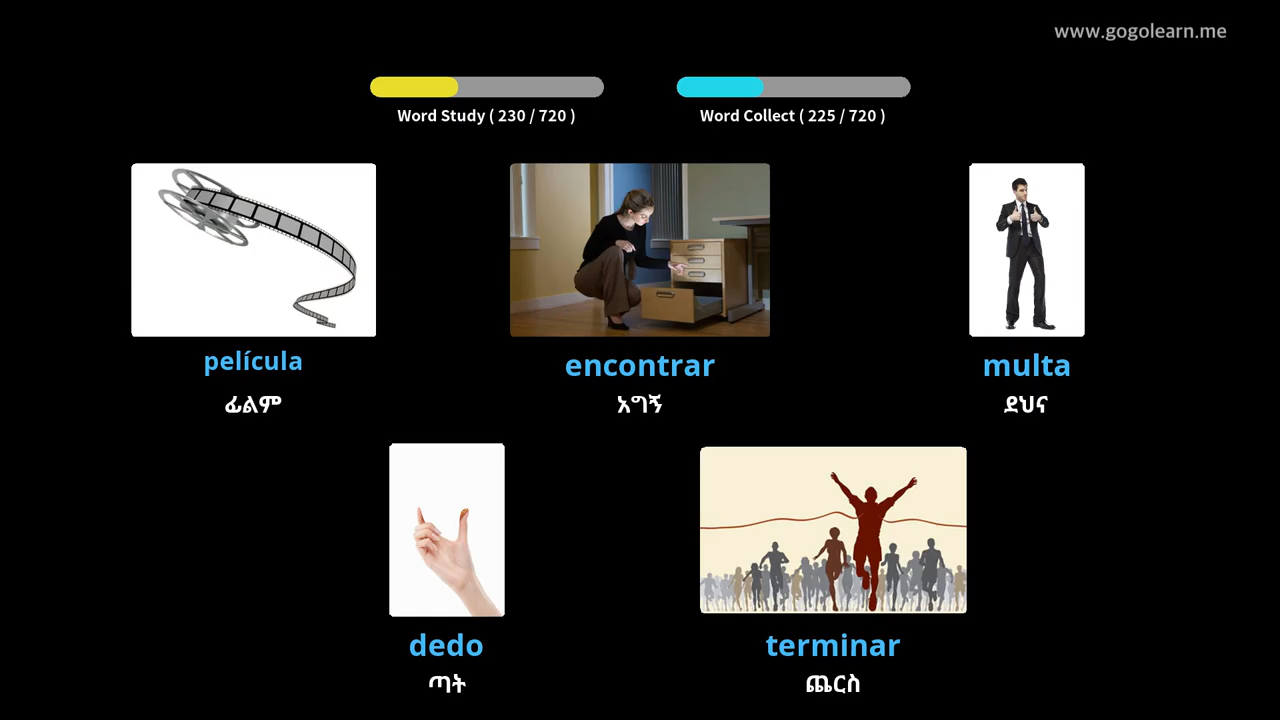 www.gogolearn.me
Word Study ( 230 / 720 )
Word Collect ( 225 / 720 )
película
ፊልም
encontrar
አግኝ
multa
ደህና
dedo
ጣት
terminar
ጨርስ